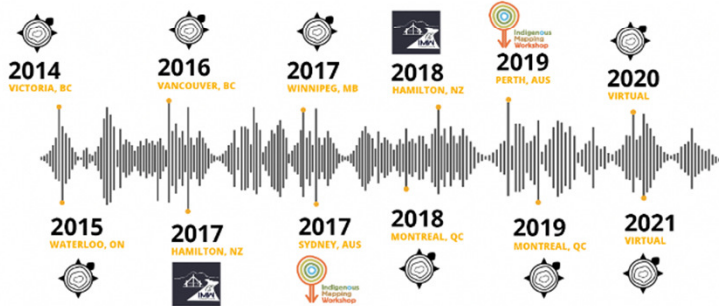 2014
VICTORIA, BC
2016
VANCOUVER, BC
2017
WINNIPEG, MB
IMW
2018
HAMILTON, NZ
Indigenous
Mapping
Workshop
2019
PERTH, AUS
2020
VIRTUAL
2015
WATERLOO, ON
2017
HAMILTON, NZ
IMW
2017
SYDNEY, AUS
Indigenous
Mapping
Workshop
2018
MONTREAL, QC
2019
MONTREAL, QC
2021
VIRTUAL